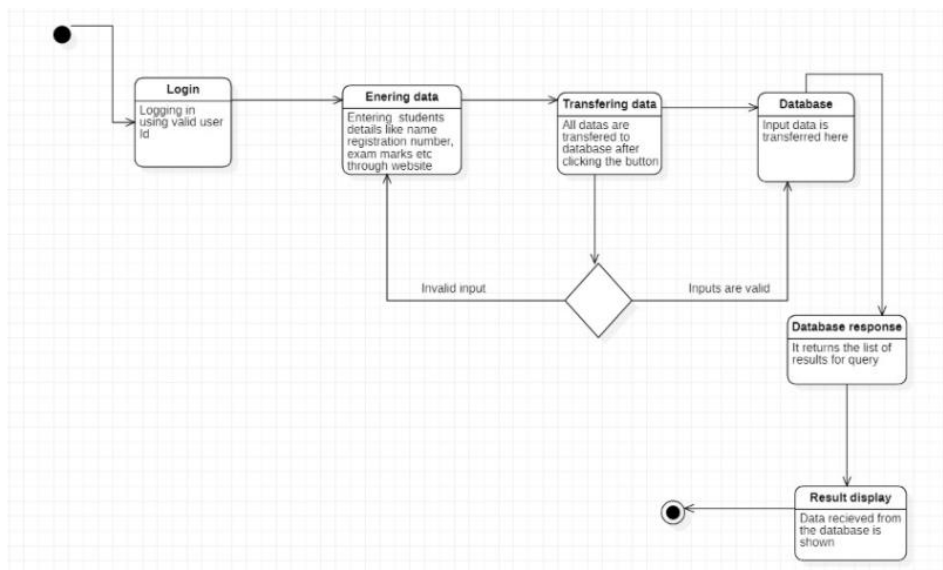 Login
Logging in
using valid user
Id
Enering data
Entering students
details like name
registration number,
exam marks etc
through website
Transfering data
All datas are
transfered to
database after
clicking the button
Database
Input data is
transferred here
Invalid input
Inputs are valid
Database response
It returns the list of
results for query
Result display
Data recieved from
the database is
shown